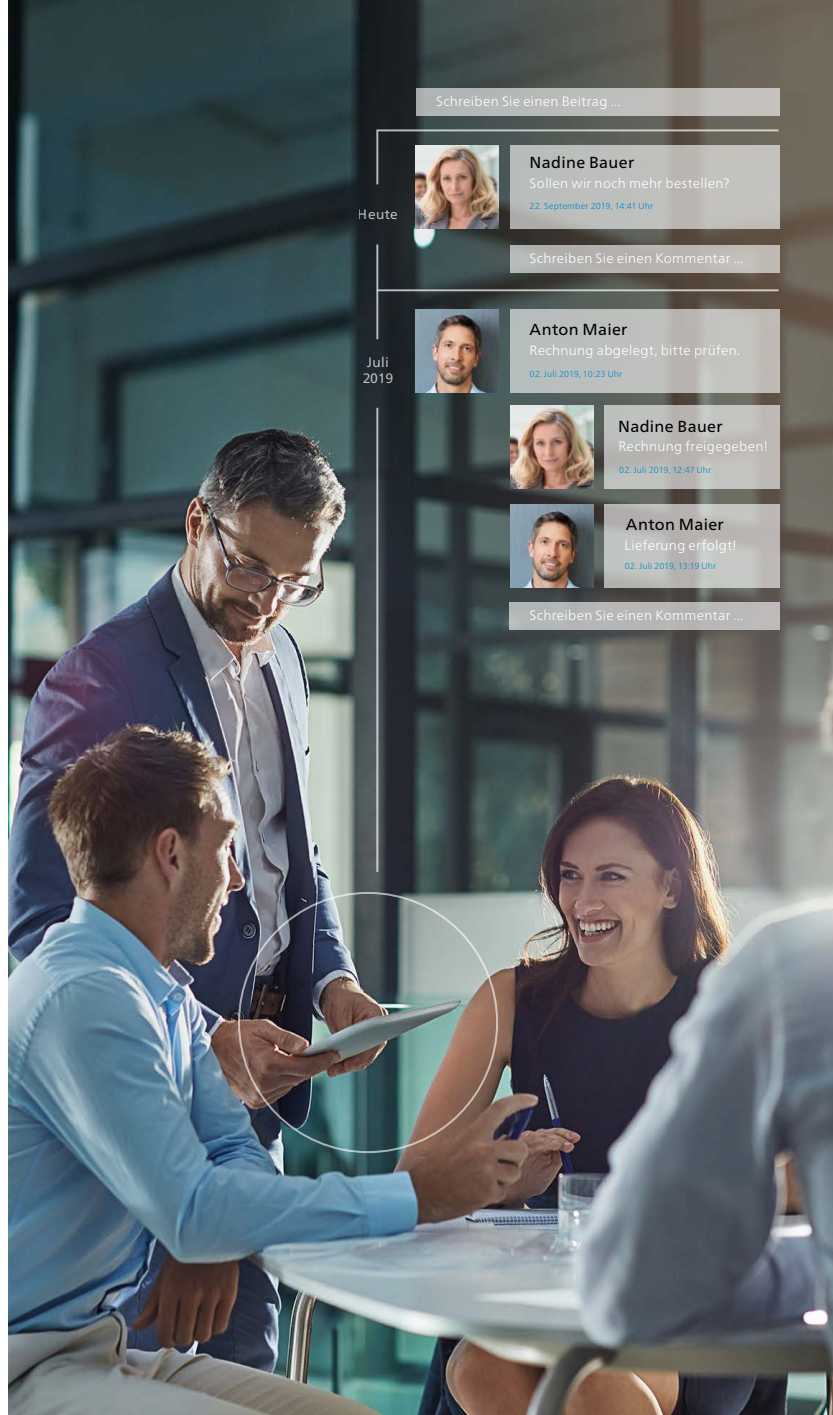 Schreiben Sie einen Beitrag ...
Nadine Bauer
Sollen wir noch mehr bestellen?
22. September 2019, 14:41 Uhr
Heute
Schreiben Sie einen Kommentar ...
Anton Maier
Rechnung abgelegt, bitte prüfen.
02. Juli 2019, 10:23 Uhr
Juli
2019
Nadine Bauer
Rechnung freigegeben!
02. Juli 2019, 12:47 Uhr
Anton Maier
Lieferung erfolgt!
02. Juli 2019, 13:19 Uhr
Schreiben Sie einen Kommentar ...